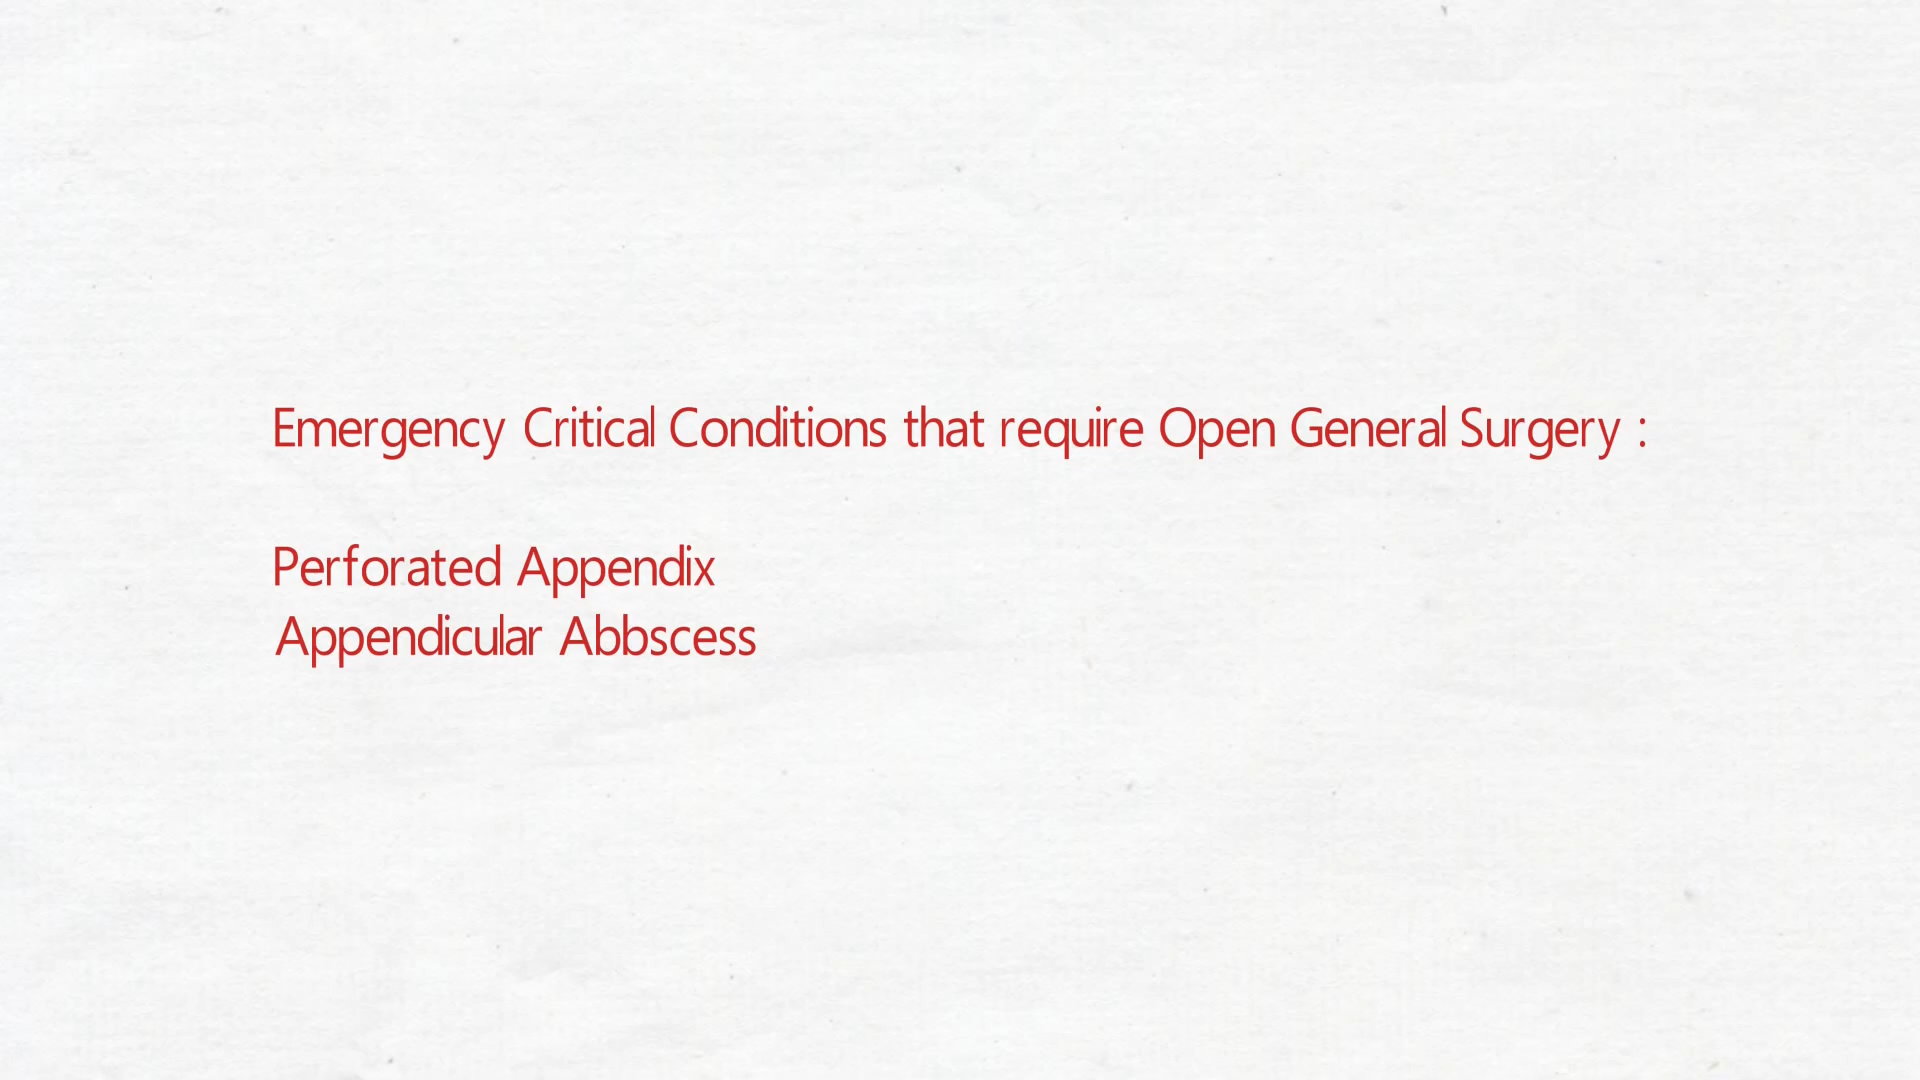 Emergency Critical Conditions that require Open General Surgery :
Perforated Appendix
Appendicular Abbscess